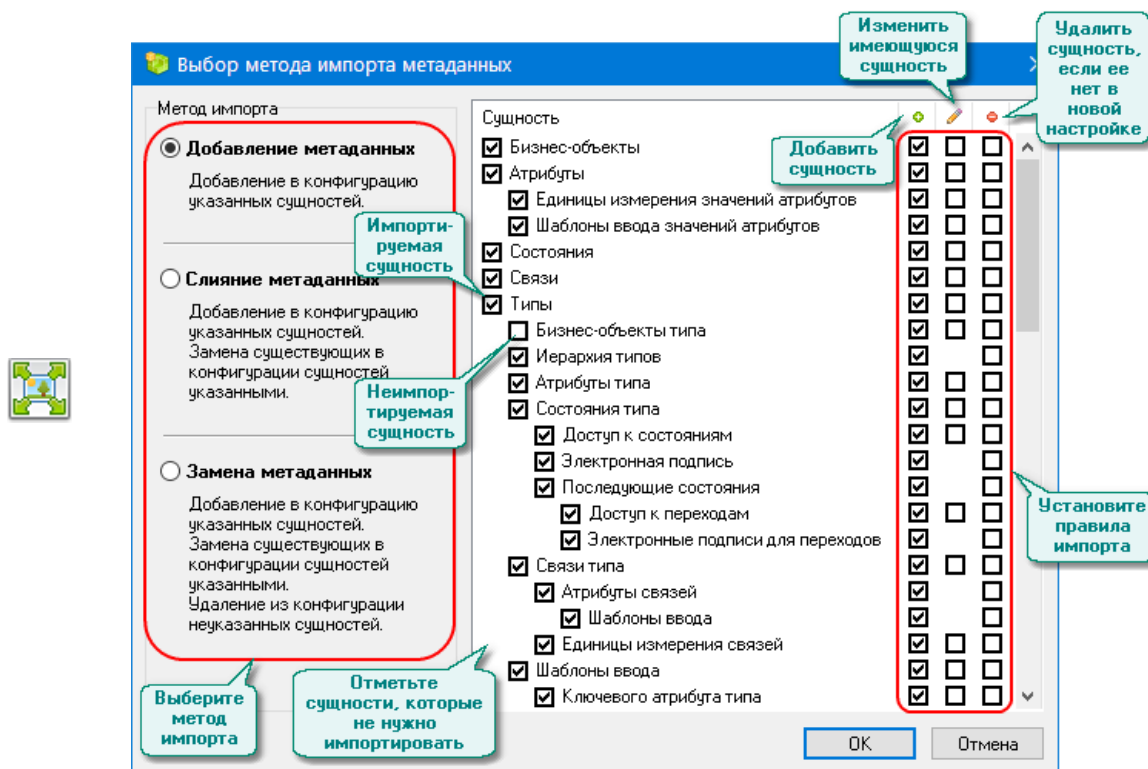 Изменить
имеющуюся
сущность
Удалить
сущность,
если ее
нет в
новой
настройке
Выбор метода импорта метаданных
Метод импорта
Добавление метаданных
Добавление в конфигурацию
указанных сущностей.
Слияние метаданных
Добавление в конфигурацию
указанных сущностей.
Замена существующих в
конфигурации сущностей
указанными.
Замена метаданных
Добавление в конфигурацию
указанных сущностей.
Замена существующих в
конфигурации сущностей
указанными.
Удаление из конфигурации
неуказанных сущностей.
Выберите
метод
импорта
Импорти-
руемая
сущность
Неимпор-
тируемая
сущность
Отметьте
сущности, которые
не нужно
импортировать
Сущность
Добавить
сущность
Бизнес-объекты
Атрибуты
Единицы измерения значений атрибутов
Шаблоны ввода значений атрибутов
Состояния
Связи
Типы
Бизнес-объекты типа
Иерархия типов
Атрибуты типа
Состояния типа
Доступ к состояниям
Электронная подпись
Последующие состояния
Доступ к переходам
Электронные подписи для переходов
Связи типа
Атрибуты связей
Шаблоны ввода
Единицы измерения связей
Шаблоны ввода
Ключевого атрибута типа
Установите
правила
импорта
OK
Отмена